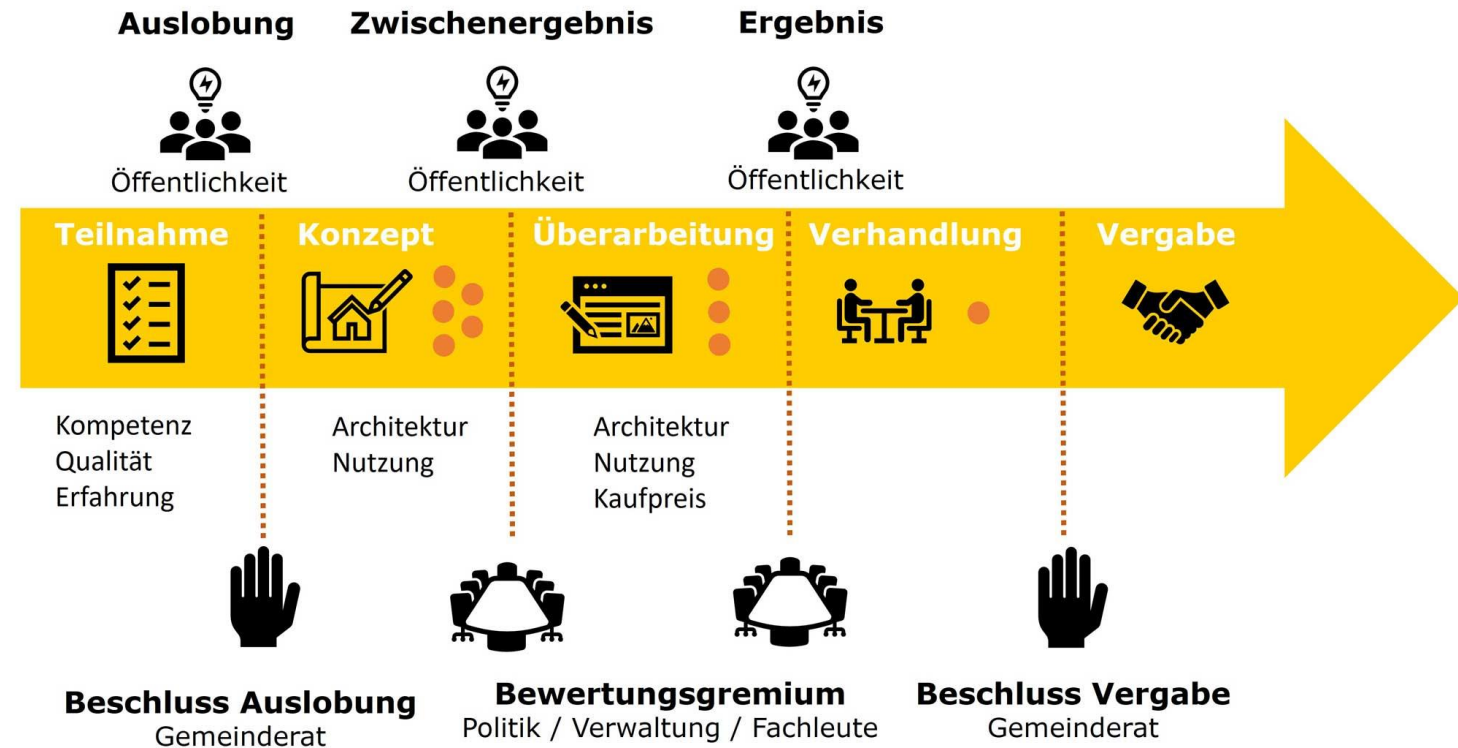 Auslobung
Zwischenergebnis
Ergebnis
Öffentlichkeit
Öffentlichkeit
Öffentlichkeit
Teilnahme
Konzept
Überarbeitung
Verhandlung
Vergabe
Kompetenz
Qualität
Erfahrung
Architektur
Nutzung
Architektur
Nutzung
Kaufpreis
Beschluss Auslobung
Gemeinderat
Bewertungsgremium
Politik / Verwaltung / Fachleute
Beschluss Vergabe
Gemeinderat